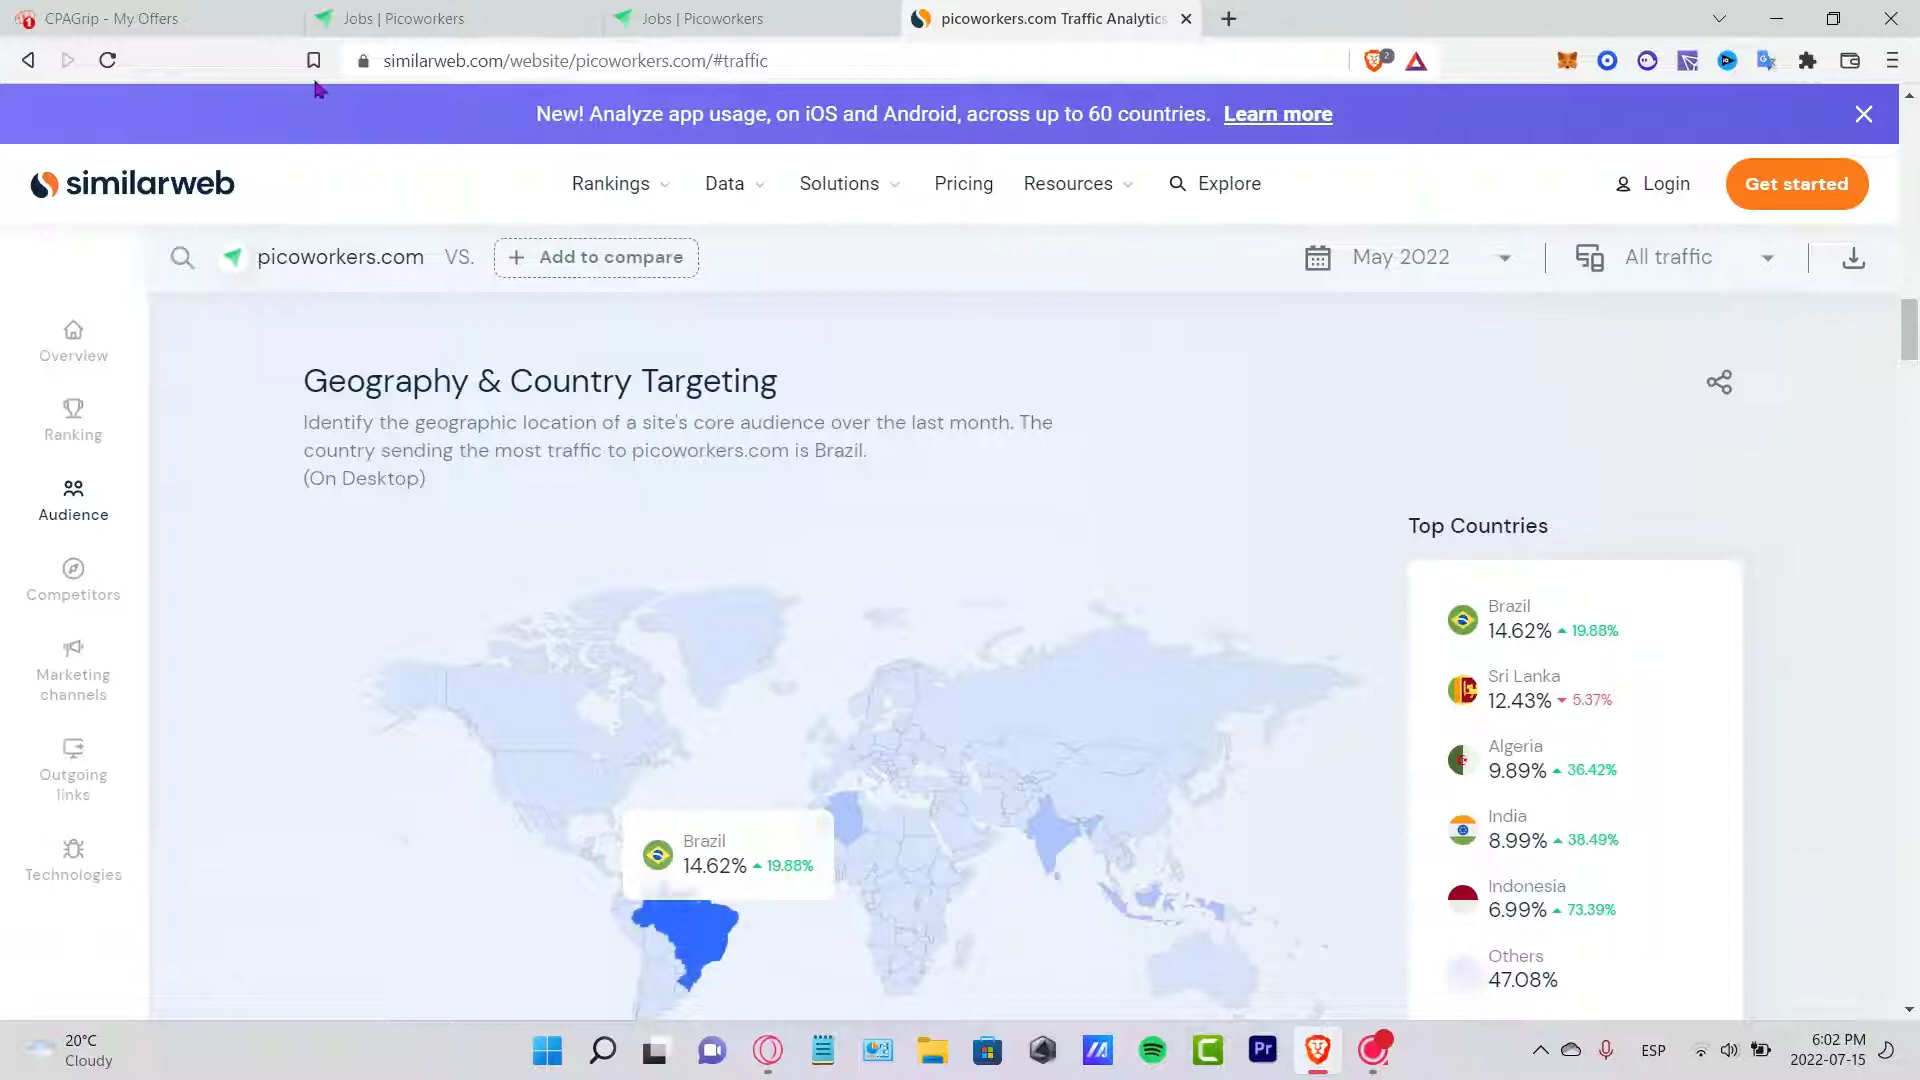 CPAGrip - My Offers
Jobs | Picoworkers
Jobs | Picoworkers
picoworkers.com Traffic Analytics
similarweb.com/website/picoworkers.com/#traffic
2
New! Analyze app usage, on iOS and Android, across up to 60 countries. Learn more
similarweb
Rankings
Data
Solutions
Pricing
Resources
Explore
Login
Get started
picoworkers.com
VS.
+ Add to compare
May 2022
All traffic
Overview
Ranking
Audience
Competitors
Marketing
channels
Outgoing
links
Technologies
Geography & Country Targeting
Identify the geographic location of a site's core audience over the last month. The
country sending the most traffic to picoworkers.com is Brazil.
(On Desktop)
Brazil
14.62% 19.88%
Top Countries
Brazil
14.62% 19.88%
Sri Lanka
12.43% 5.37%
Algeria
9.89% 36.42%
India
8.99% 38.49%
Indonesia
6.99% 73.39%
Others
47.08%
20°C
Cloudy
Pr
ESP
6:02 PM
2022-07-15